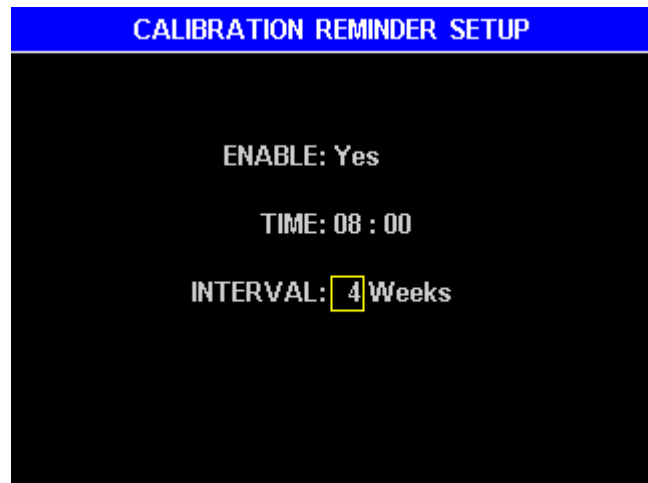 CALIBRATION REMINDER SETUP
ENABLE: Yes
TIME: 08 : 00
INTERVAL: 4 Weeks